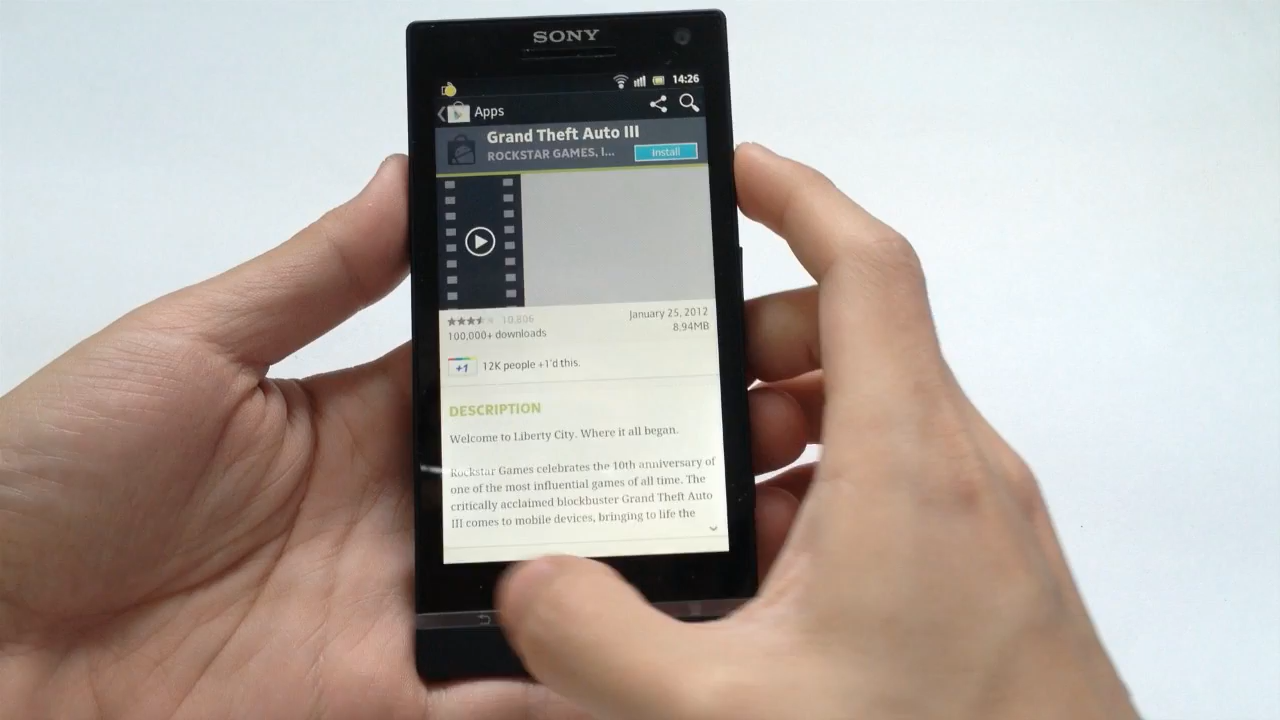 SONY
14:26
Apps
Grand Theft Auto III
ROCKSTAR GAMES, I...
Install
10,806
January 25, 2012
100,000+ downloads
8.94MB
+1
12K people +1'd this.
DESCRIPTION
Welcome to Liberty City. Where it all began.
Rockstar Games celebrates the 10th anniversary of
one of the most influential games of all time. The
critically acclaimed blockbuster Grand Theft Auto
III comes to mobile devices, bringing to life the